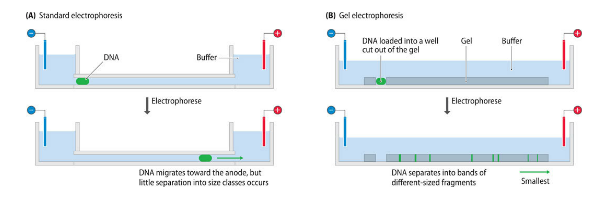 (A) Standard electrophoresis
− +
DNA
Buffer
Electrophorese
− +
DNA migrates toward the anode, but
little separation into size classes occurs
(B) Gel electrophoresis
− +
DNA loaded into a well
cut out of the gel
Gel
Buffer
Electrophorese
− +
DNA separates into bands of
different-sized fragments
Smallest